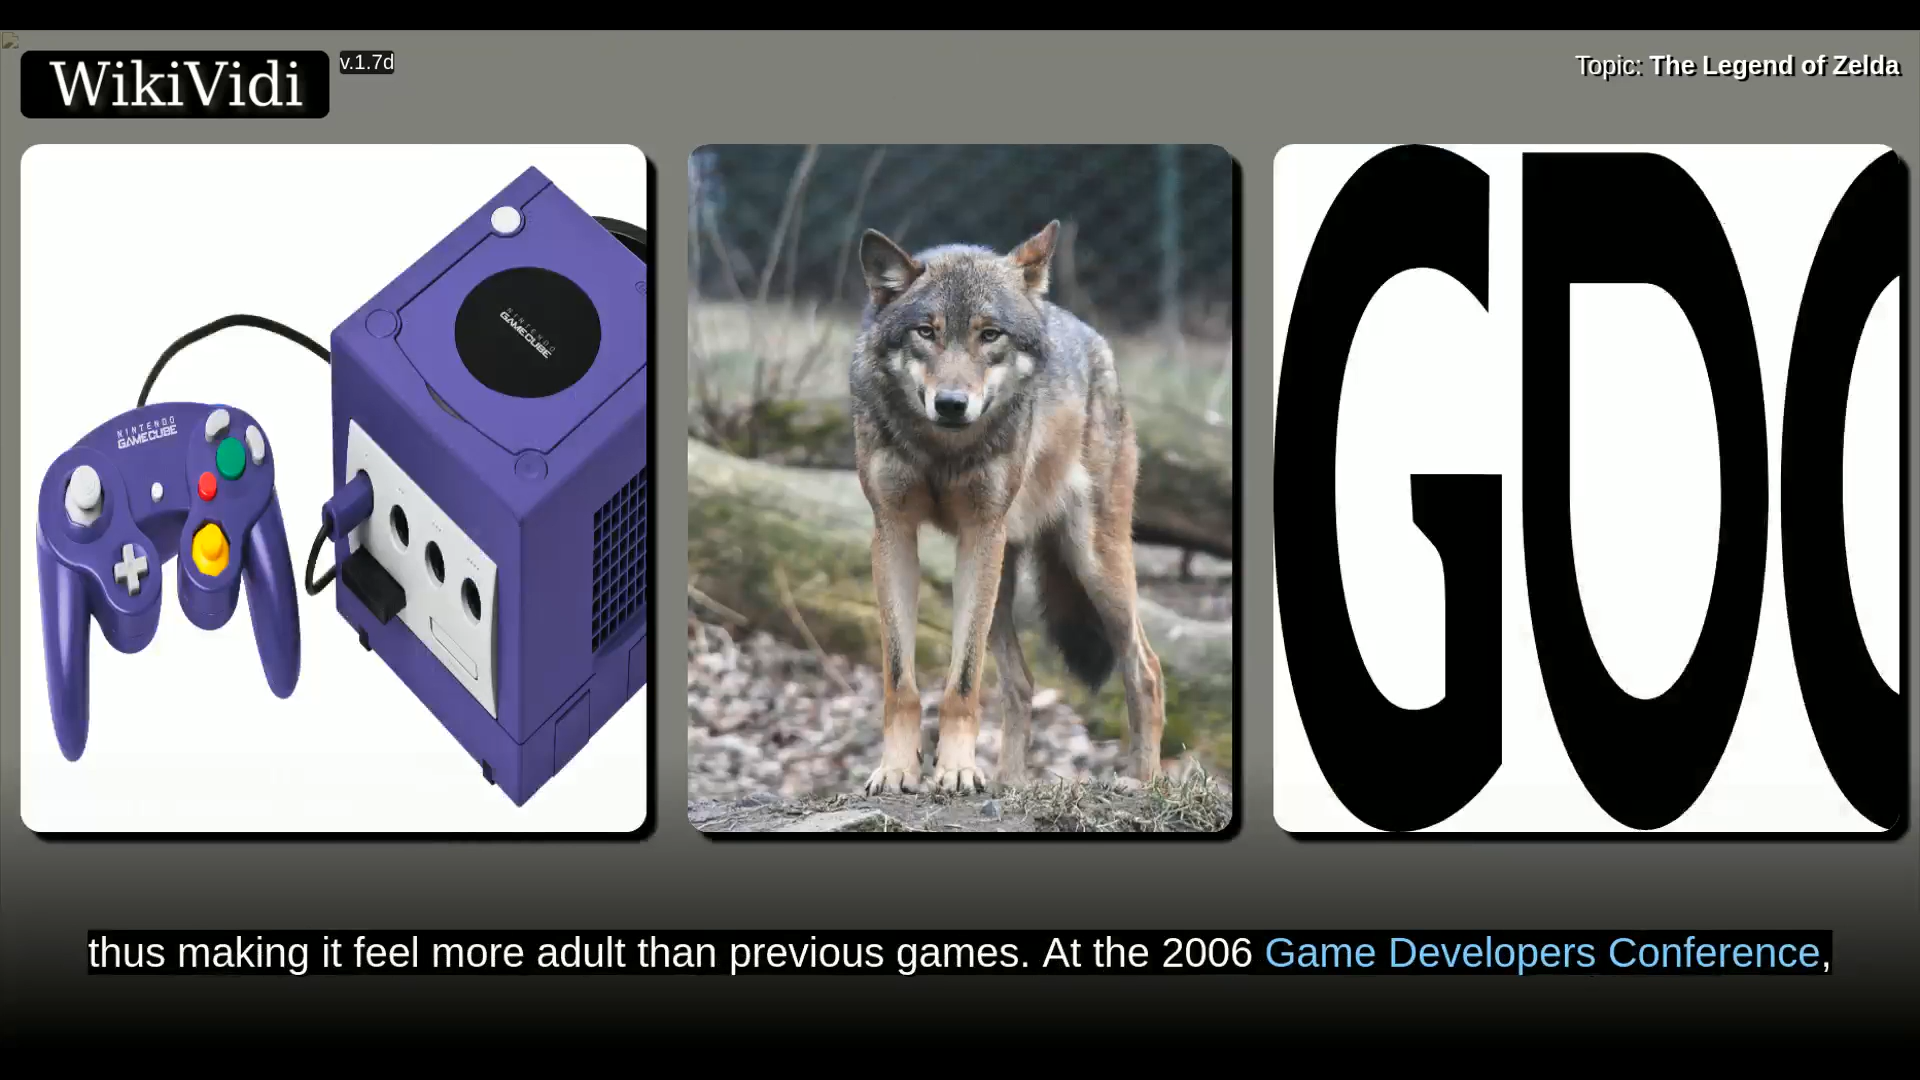 WikiVidi
v.1.7d
Topic: The Legend of Zelda
NINTENDO
GAMECUBE
NINTENDO
GAMECUBE
GDC
thus making it feel more adult than previous games. At the 2006 Game Developers Conference,